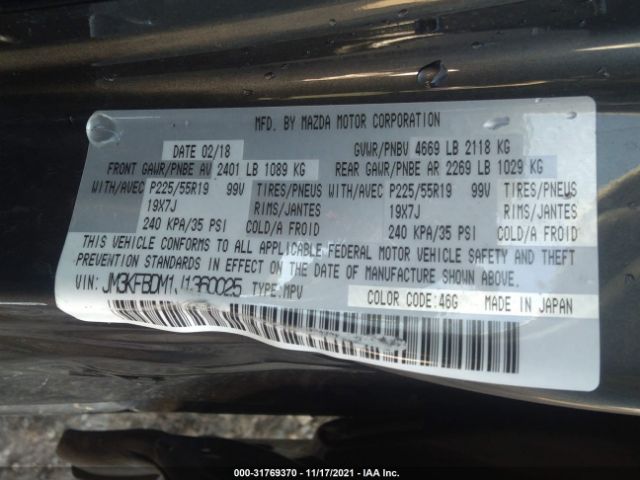 MFD. BY MAZDA MOTOR CORPORATION
DATE 02/18 GVWR/PNBV 4669 LB 2118 KG
FRONT GAWR/PNBE AV 2401 LB 1089 KG REAR GAWR/PNBE AR 2269 LB 1029 KG
WITH/AVEC P225/55R19 99V TIRES/PNEUS WITH/AVEC P225/55R19 99V TIRES/PNEUS
19X7J RIMS/JANTES 19X7J RIMS/JANTES
240 KPA/35 PSI COLD/A FROID 240 KPA/35 PSI COLD/A FROID
THIS VEHICLE CONFORMS TO ALL APPLICABLE FEDERAL MOTOR VEHICLE SAFETY AND THEFT
PREVENTION STANDARDS IN EFFECT ON THE DATE OF MANUFACTURE SHOWN ABOVE.
VIN: JM3KFBDM1J1360025 TYPE:MPV COLOR CODE:46G MADE IN JAPAN
000-31769370 - 11/17/2021 - IAA Inc.